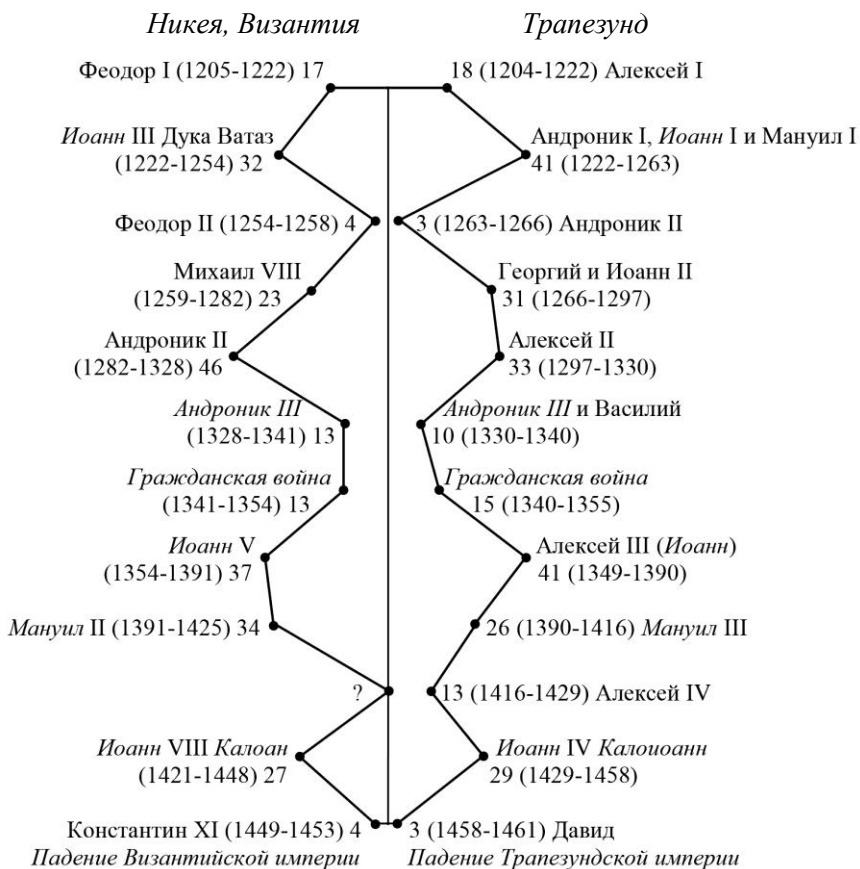 Никея, Византия Трапезунд
Феодор I (1205-1222) 17 18 (1204-1222) Алексей I
Иоанн III Дука Ватаз Андроник I, Иоанн I и Мануил I
(1222-1254) 32 41 (1222-1263)
Феодор II (1254-1258) 4 3 (1263-1266) Андроник II
Михаил VIII Георгий и Иоанн II
(1259-1282) 23 31 (1266-1297)
Андроник II Алексей II
(1282-1328) 46 33 (1297-1330)
Андроник III Андроник III и Василий
(1328-1341) 13 10 (1330-1340)
Гражданская война Гражданская война
(1341-1354) 13 15 (1340-1355)
Иоанн V Алексей III (Иоанн)
(1354-1391) 37 41 (1349-1390)
Мануил II (1391-1425) 34 26 (1390-1416) Мануил III
? 13 (1416-1429) Алексей IV
Иоанн VIII Калоан Иоанн IV Калоиоанн
(1421-1448) 27 29 (1429-1458)
Константин XI (1449-1453) 4 3 (1458-1461) Давид
Падение Византийской империи Падение Трапезундской империи